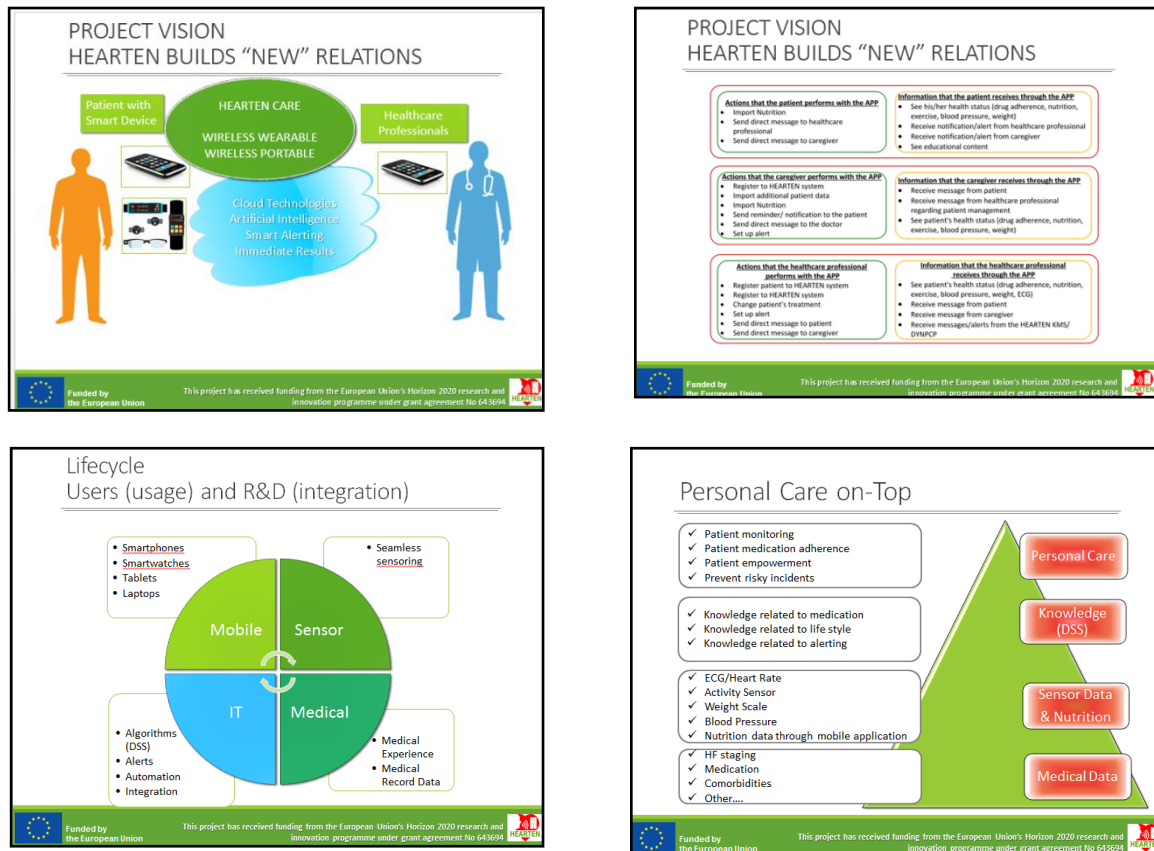 PROJECT VISION
HEARTEN BUILDS “NEW” RELATIONS
Patient with
Smart Device
HEARTEN CARE
WIRELESS WEARABLE
WIRELESS PORTABLE
Healthcare
Professionals
Cloud Technologies
Artificial Intelligence
Smart Alerting
Immediate Results
Funded by
the European Union
This project has received funding from the European Union's Horizon 2020 research and
innovation programme under grant agreement No 643694
HEARTEN
PROJECT VISION
HEARTEN BUILDS “NEW” RELATIONS
Actions that the patient performs with the APP
• Import Nutrition
• Send direct message to healthcare
professional
• Send direct message to caregiver
Information that the patient receives through the APP
• See his/her health status (drug adherence, nutrition,
exercise, blood pressure, weight)
• Receive notification/alert from healthcare professional
• Receive notification/alert from caregiver
• See educational content
Actions that the caregiver performs with the APP
• Register to HEARTEN system
• Import additional patient data
• Import Nutrition
• Send reminder/ notification to the patient
• Send direct message to the doctor
• Set up alert
Information that the caregiver receives through the APP
• Receive message from patient
• Receive message from healthcare professional
regarding patient management
• See patient's health status (drug adherence, nutrition,
exercise, blood pressure, weight)
Actions that the healthcare professional
performs with the APP
• Register patient to HEARTEN system
• Register to HEARTEN system
• Change patient's treatment
• Set up alert
• Send direct message to patient
• Send direct message to caregiver
Information that the healthcare professional
receives through the APP
• See patient's health status (drug adherence, nutrition,
exercise, blood pressure, weight, ECG)
• Receive message from patient
• Receive message from caregiver
• Receive messages/alerts from the HEARTEN KMS/
DYNPCP
Funded by
the European Union
This project has received funding from the European Union's Horizon 2020 research and
innovation programme under grant agreement No 643694
HEARTEN
Lifecycle
Users (usage) and R&D (integration)
• Smartphones
• Smartwatches
• Tablets
• Laptops
• Seamless
sensoring
Mobile
Sensor
IT
Medical
• Algorithms
(DSS)
• Alerts
• Automation
• Integration
• Medical
Experience
• Medical
Record Data
Funded by
the European Union
This project has received funding from the European Union's Horizon 2020 research and
innovation programme under grant agreement No 643694
HEARTEN
Personal Care on-Top
✓ Patient monitoring
✓ Patient medication adherence
✓ Patient empowerment
✓ Prevent risky incidents
Personal Care
✓ Knowledge related to medication
✓ Knowledge related to life style
✓ Knowledge related to alerting
Knowledge
(DSS)
✓ ECG/Heart Rate
✓ Activity Sensor
✓ Weight Scale
✓ Blood Pressure
✓ Nutrition data through mobile application
Sensor Data
& Nutrition
✓ HF staging
✓ Medication
✓ Comorbidities
✓ Other....
Medical Data
Funded by
the European Union
This project has received funding from the European Union's Horizon 2020 research and
innovation programme under grant agreement No 643694
HEARTEN